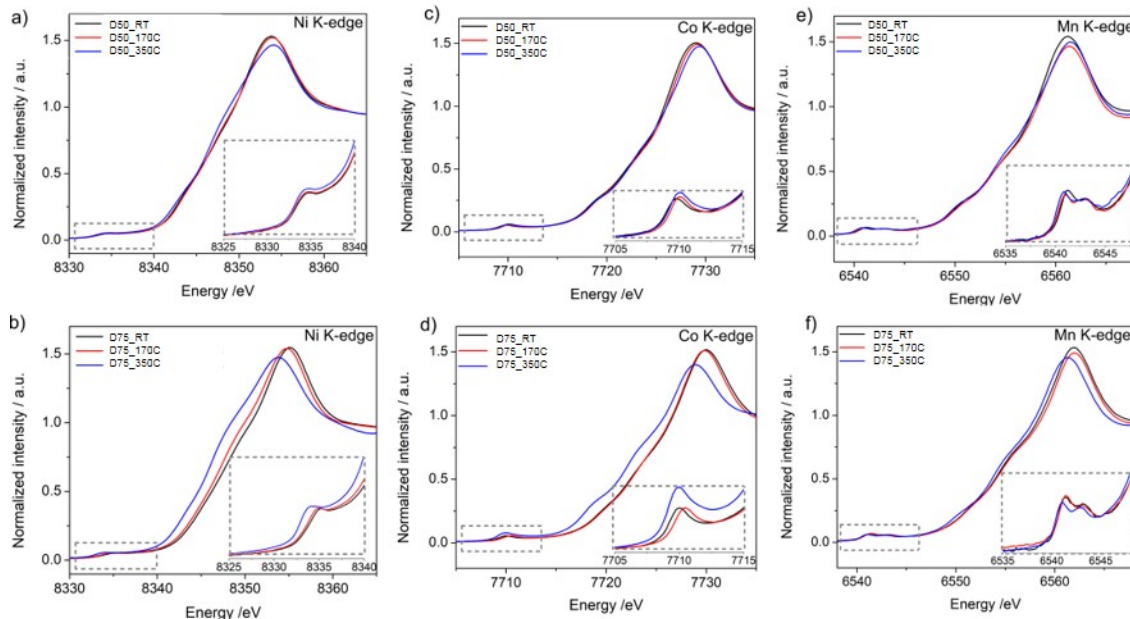 a)
Ni K-edge
D50_RT
D50_170C
D50_350C
Normalized intensity / a.u.
1.5
1.0
0.5
0.0
8325 8330 8335 8340
8330 8340 8350 8360
Energy /eV
c)
Co K-edge
D50_RT
D50_170C
D50_350C
Normalized intensity / a.u.
1.5
1.0
0.5
0.0
7705 7710 7715
7710 7720 7730
Energy /eV
e)
Mn K-edge
D50_RT
D50_170C
D50_350C
Normalized intensity / a.u.
1.5
1.0
0.5
0.0
6535 6540 6545
6540 6550 6560
Energy /eV
b)
Ni K-edge
D75_RT
D75_170C
D75_350C
Normalized intensity / a.u.
1.5
1.0
0.5
0.0
8325 8330 8335 8340
8330 8340 8350 8360
Energy /eV
d)
Co K-edge
D75_RT
D75_170C
D75_350C
Normalized intensity / a.u.
1.5
1.0
0.5
0.0
7705 7710 7715
7710 7720 7730
Energy /eV
f)
Mn K-edge
D75_RT
D75_170C
D75_350C
Normalized intensity / a.u.
1.5
1.0
0.5
0.0
6535 6540 6545
6540 6550 6560
Energy /eV